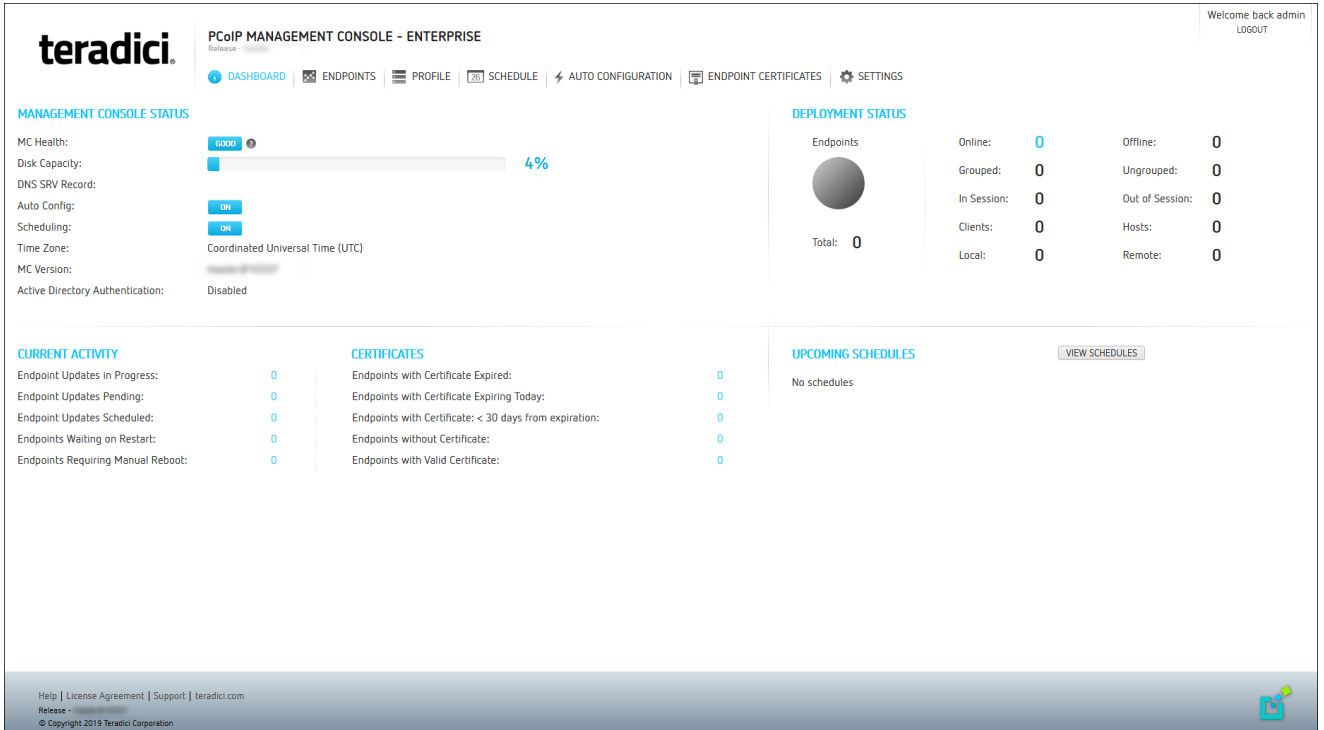 Welcome back admin
LOGOUT
teradici.
PCoIP MANAGEMENT CONSOLE - ENTERPRISE
Release -
DASHBOARD
ENDPOINTS
PROFILE
26 SCHEDULE
AUTO CONFIGURATION
ENDPOINT CERTIFICATES
SETTINGS
MANAGEMENT CONSOLE STATUS
MC Health: GOOD ?
Disk Capacity: 4%
DNS SRV Record:
Auto Config: ON
Scheduling: ON
Time Zone: Coordinated Universal Time (UTC)
MC Version:
Active Directory Authentication: Disabled
DEPLOYMENT STATUS
Endpoints
Total: 0
Online: 0 Offline: 0
Grouped: 0 Ungrouped: 0
In Session: 0 Out of Session: 0
Clients: 0 Hosts: 0
Local: 0 Remote: 0
CURRENT ACTIVITY
Endpoint Updates in Progress: 0
Endpoint Updates Pending: 0
Endpoint Updates Scheduled: 0
Endpoints Waiting on Restart: 0
Endpoints Requiring Manual Reboot: 0
CERTIFICATES
Endpoints with Certificate Expired: 0
Endpoints with Certificate Expiring Today: 0
Endpoints with Certificate: < 30 days from expiration: 0
Endpoints without Certificate: 0
Endpoints with Valid Certificate: 0
UPCOMING SCHEDULES
VIEW SCHEDULES
No schedules
Help | License Agreement | Support | teradici.com
Release -
© Copyright 2019 Teradici Corporation